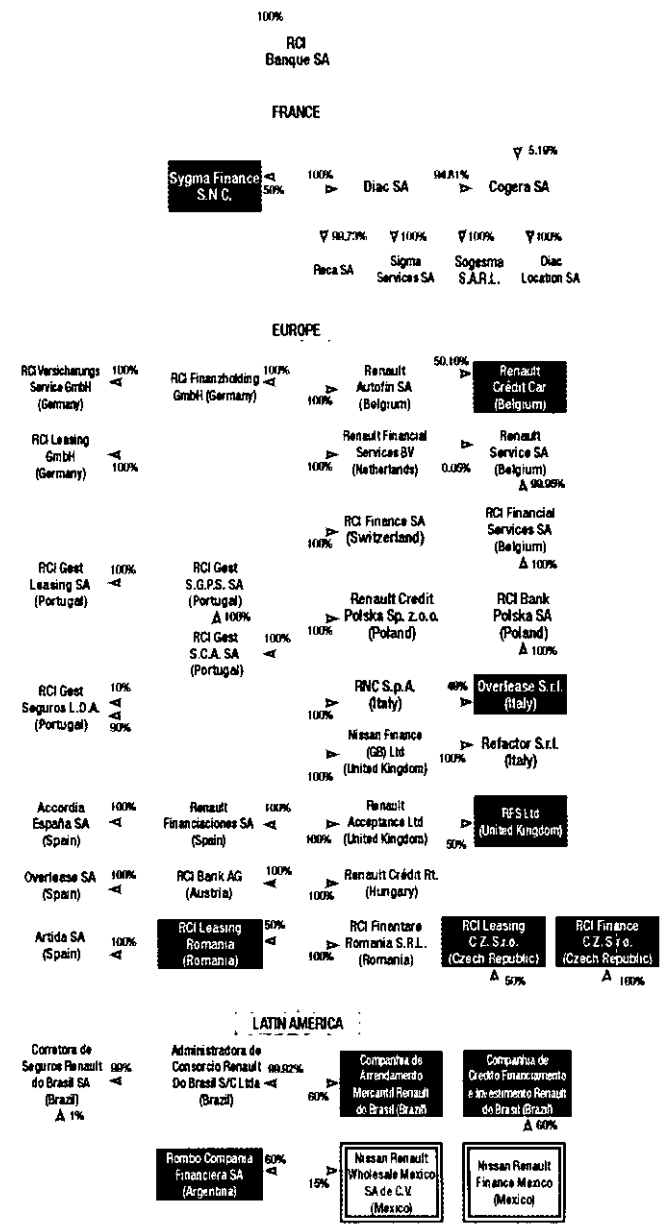 100%
RCI
Banque SA
FRANCE
5.19%
Sygma Finance
S.N.C.
50%
100%
Diac SA
94.81%
Cogera SA
99.73%
100%
100%
100%
Reca SA
Sigma
Services SA
Sogesma
S.A.R.L.
Diac
Location SA
EUROPE
RCI Versicharungs
Service GmbH
(Germany)
100%
RCI Finanzholding
GmbH (Germany)
100%
100%
Renault
Autofin SA
(Belgium)
50.10%
Renault
Crédit Car
(Belgium)
RCI Leasing
GmbH
(Germany)
100%
100%
Renault Financial
Services BV
(Netherlands)
0.05%
Renault
Service SA
(Belgium)
99.95%
100%
RCI Finance SA
(Switzerland)
RCI Financial
Services SA
(Belgium)
100%
RCI Gest
Leasing SA
(Portugal)
100%
RCI Gest
S.G.P.S. SA
(Portugal)
100%
RCI Gest
S.C.A. SA
(Portugal)
100%
100%
Renault Credit
Polska Sp. z.o.o.
(Poland)
RCI Bank
Polska SA
(Poland)
100%
RCI Gest
Seguros L.D.A.
(Portugal)
10%
90%
100%
RNC S.p.A.
(Italy)
49%
Overlease S.r.l.
(Italy)
100%
Nissan Finance
(GB) Ltd
(United Kingdom)
100%
Refactor S.r.l.
(Italy)
Accordia
España SA
(Spain)
100%
Renault
Financiaciones SA
(Spain)
100%
100%
Renault
Acceptance Ltd
(United Kingdom)
50%
RFS Ltd
(United Kingdom)
Overlease SA
(Spain)
100%
RCI Bank AG
(Austria)
100%
100%
Renault Crédit Rt.
(Hungary)
Artida SA
(Spain)
100%
RCI Leasing
Romania
(Romania)
50%
100%
RCI Finantare
Romania S.R.L.
(Romania)
RCI Leasing
C.Z. S.r.o.
(Czech Republic)
50%
RCI Finance
C.Z. S.r.o.
(Czech Republic)
100%
LATIN AMERICA
Corretora de
Seguros Renault
do Brasil SA
(Brazil)
99%
1%
Administradora de
Consorcio Renault
Do Brasil S/C Ltda
(Brazil)
99.92%
60%
Companhia de
Arrendamento
Mercantil Renault
do Brasil (Brazil)
Companhia de
Credito Financiamento
e Investimento Renault
do Brasil (Brazil)
60%
Rombo Compania
Financiera SA
(Argentina)
60%
15%
Nissan Renault
Wholesale Mexico
SA de C.V.
(Mexico)
Nissan Renault
Finance Mexico
(Mexico)